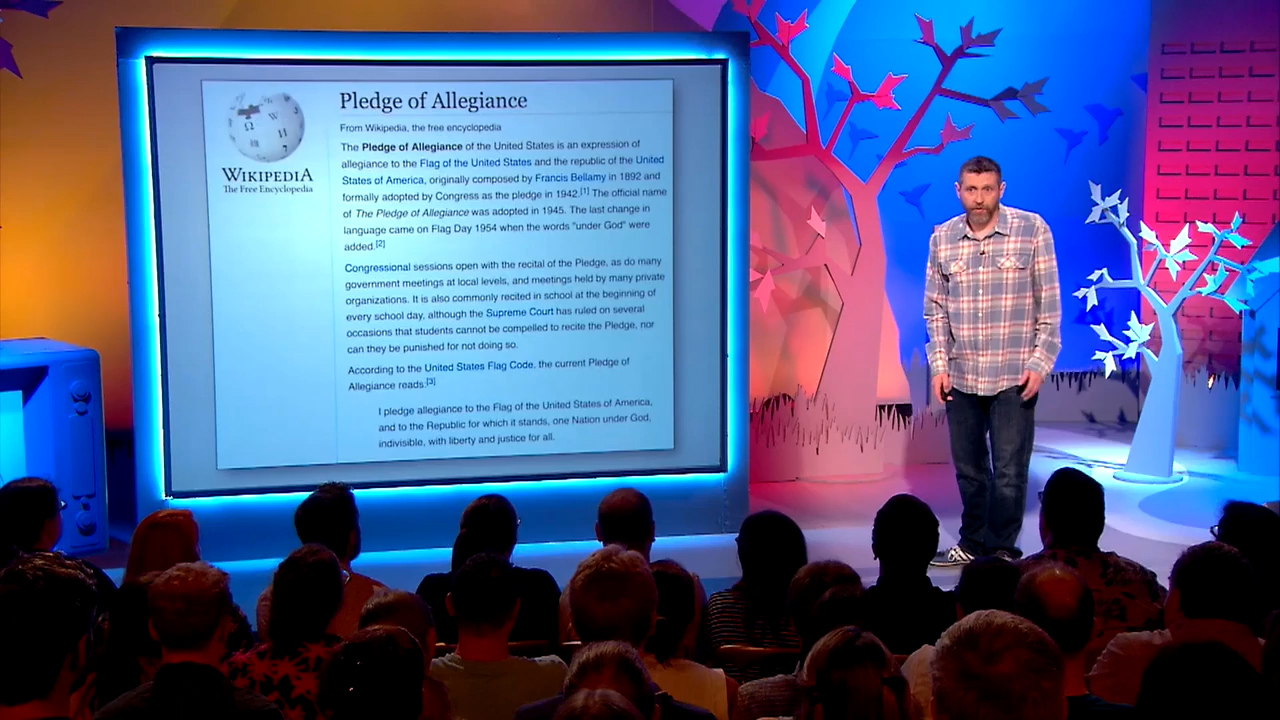 Pledge of Allegiance
WIKIPEDIA
The Free Encyclopedia
From Wikipedia, the free encyclopedia
The Pledge of Allegiance of the United States is an expression of
allegiance to the Flag of the United States and the republic of the United
States of America, originally composed by Francis Bellamy in 1892 and
formally adopted by Congress as the pledge in 1942.[1] The official name
of The Pledge of Allegiance was adopted in 1945. The last change in
language came on Flag Day 1954 when the words "under God" were
added.[2]
Congressional sessions open with the recital of the Pledge, as do many
government meetings at local levels, and meetings held by many private
organizations. It is also commonly recited in school at the beginning of
every school day, although the Supreme Court has ruled on several
occasions that students cannot be compelled to recite the Pledge, nor
can they be punished for not doing so.
According to the United States Flag Code, the current Pledge of
Allegiance reads:[3]
I pledge allegiance to the Flag of the United States of America,
and to the Republic for which it stands, one Nation under God,
indivisible, with liberty and justice for all.